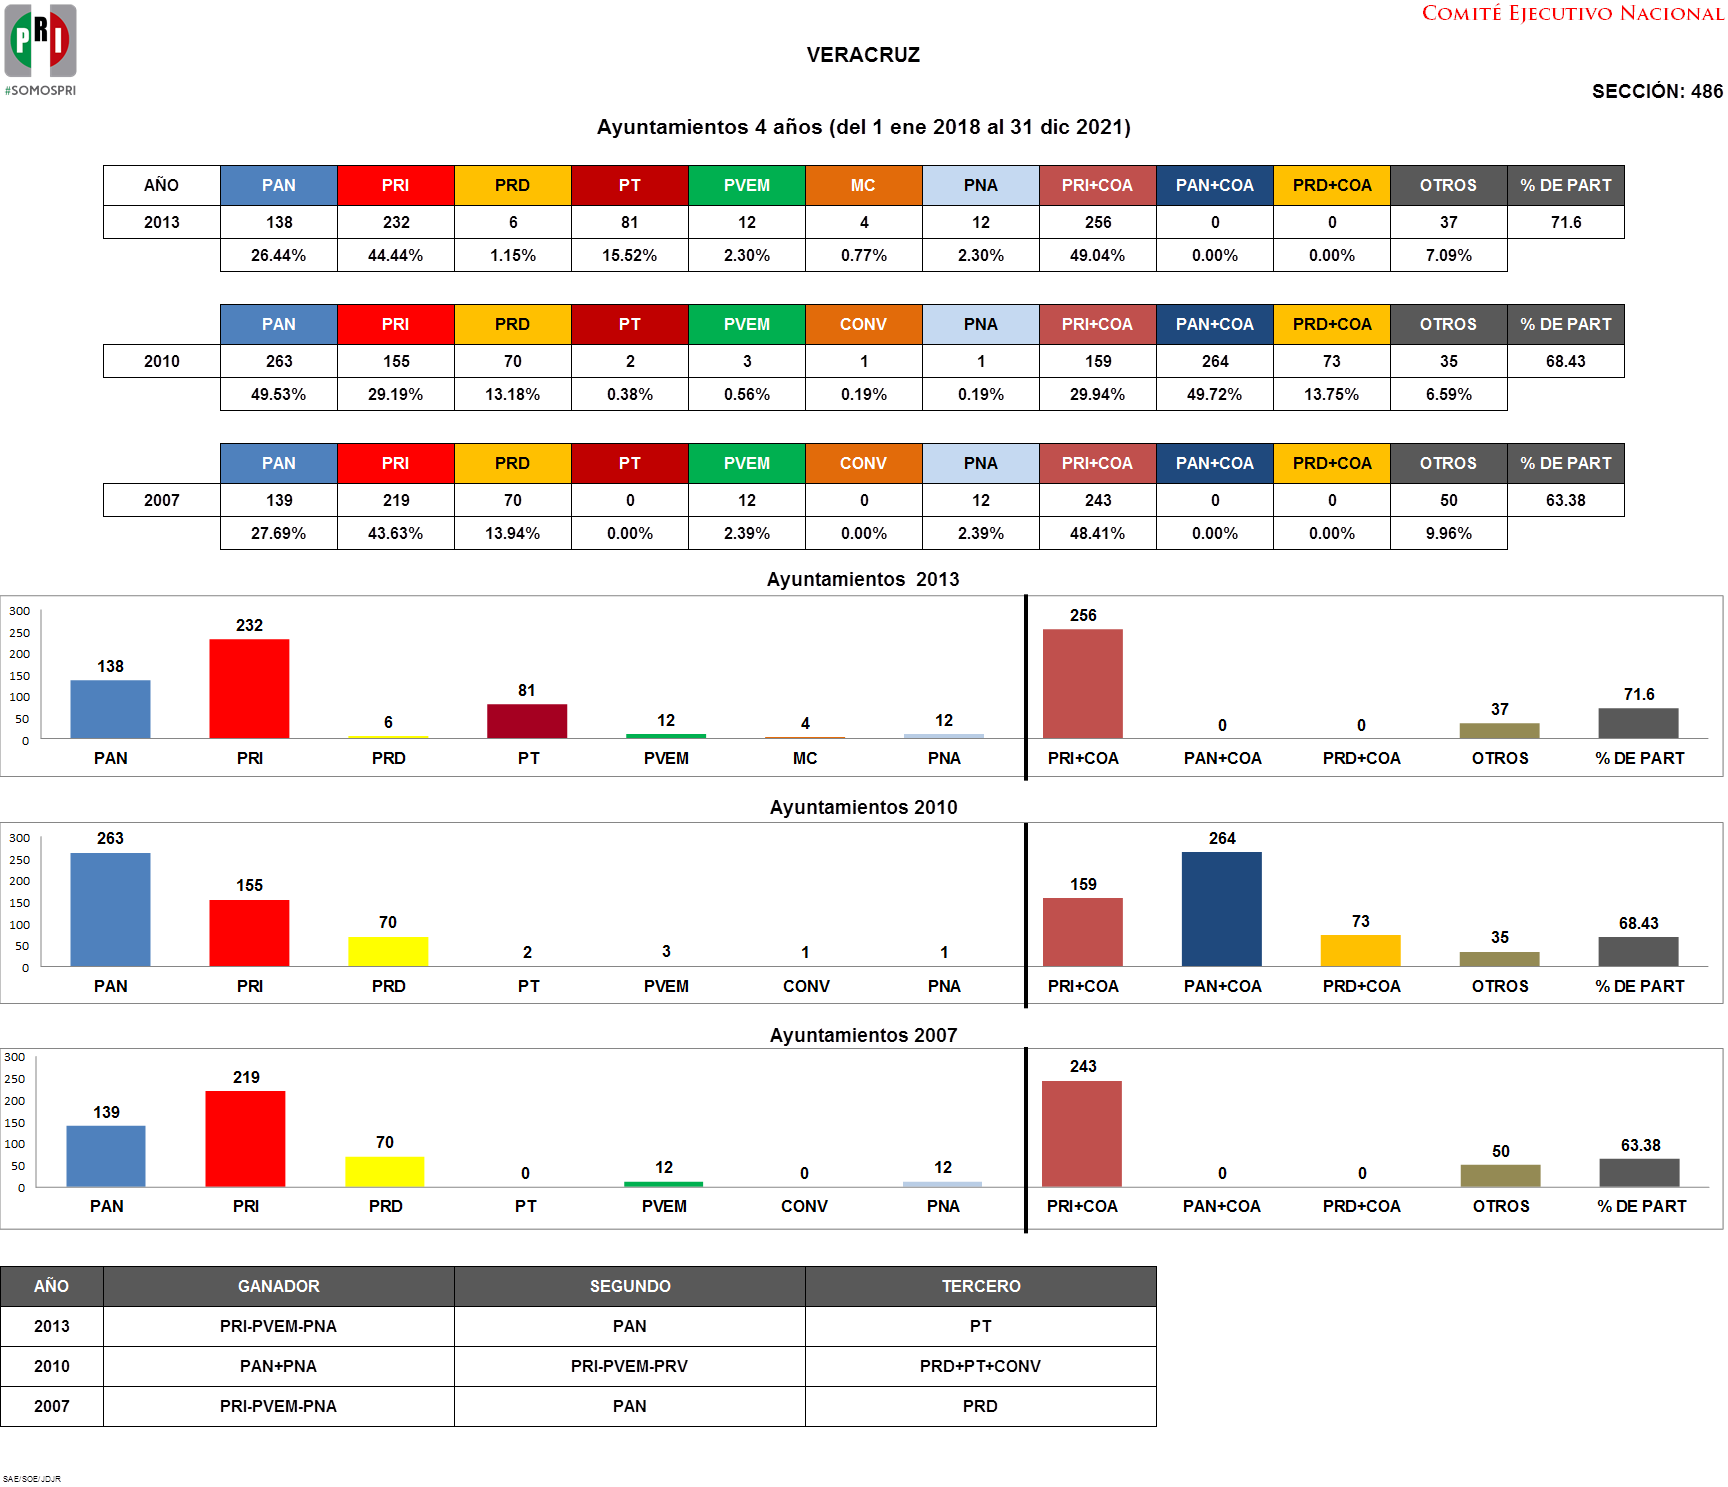 PRI
#SOMOSPRI
COMITÉ EJECUTIVO NACIONAL
VERACRUZ
SECCIÓN: 486
Ayuntamientos 4 años (del 1 ene 2018 al 31 dic 2021)
AÑO PAN PRI PRD PT PVEM MC PNA PRI+COA PAN+COA PRD+COA OTROS % DE PART
2013 138 232 6 81 12 4 12 256 0 0 37 71.6
26.44% 44.44% 1.15% 15.52% 2.30% 0.77% 2.30% 49.04% 0.00% 0.00% 7.09%
PAN PRI PRD PT PVEM CONV PNA PRI+COA PAN+COA PRD+COA OTROS % DE PART
2010 263 155 70 2 3 1 1 159 264 73 35 68.43
49.53% 29.19% 13.18% 0.38% 0.56% 0.19% 0.19% 29.94% 49.72% 13.75% 6.59%
PAN PRI PRD PT PVEM CONV PNA PRI+COA PAN+COA PRD+COA OTROS % DE PART
2007 139 219 70 0 12 0 12 243 0 0 50 63.38
27.69% 43.63% 13.94% 0.00% 2.39% 0.00% 2.39% 48.41% 0.00% 0.00% 9.96%
Ayuntamientos 2013
300
250
200
150
100
50
0
138 232 6 81 12 4 12 256 0 0 37 71.6
PAN PRI PRD PT PVEM MC PNA PRI+COA PAN+COA PRD+COA OTROS % DE PART
Ayuntamientos 2010
300
250
200
150
100
50
0
263 155 70 2 3 1 1 159 264 73 35 68.43
PAN PRI PRD PT PVEM CONV PNA PRI+COA PAN+COA PRD+COA OTROS % DE PART
Ayuntamientos 2007
300
250
200
150
100
50
0
139 219 70 0 12 0 12 243 0 0 50 63.38
PAN PRI PRD PT PVEM CONV PNA PRI+COA PAN+COA PRD+COA OTROS % DE PART
AÑO GANADOR SEGUNDO TERCERO
2013 PRI-PVEM-PNA PAN PT
2010 PAN+PNA PRI-PVEM-PRV PRD+PT+CONV
2007 PRI-PVEM-PNA PAN PRD
SAE/SOE/JDJR